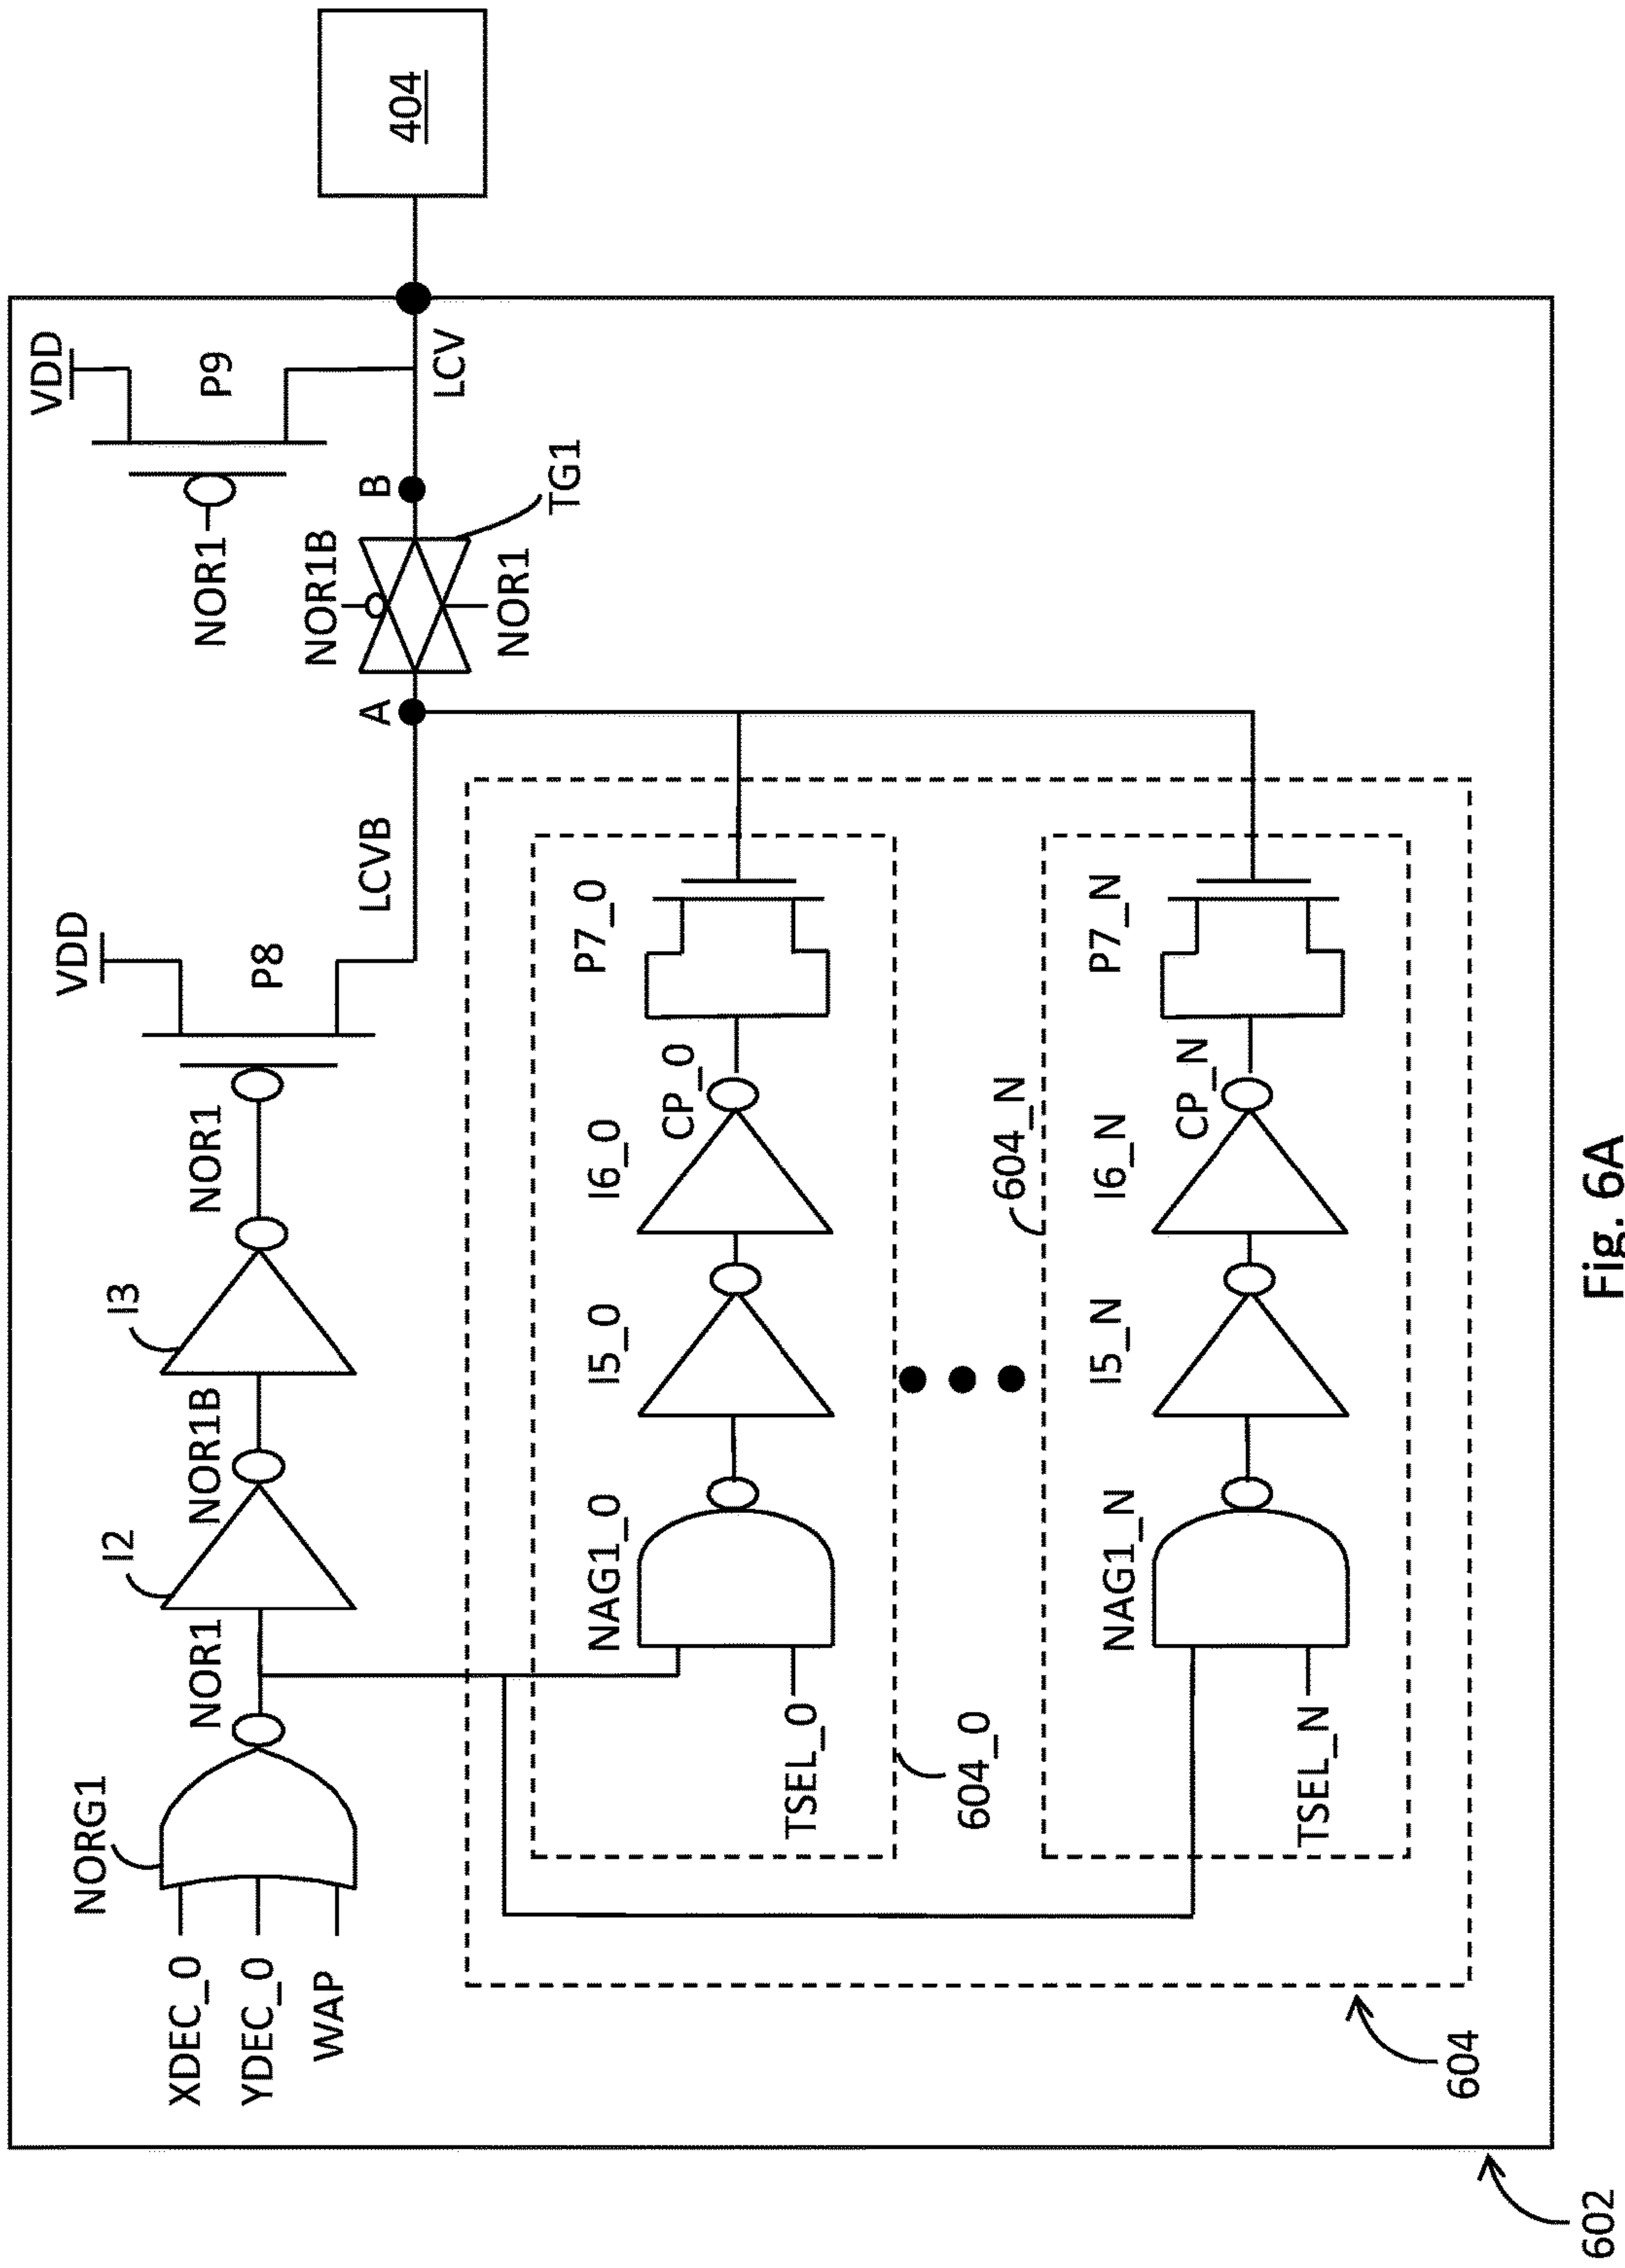 VDD
VDD
NORG1
I2
I3
P8
P9
404
XDEC_0
YDEC_0
WAP
NOR1
NOR1B
NOR1
NOR1
LCVB
A
NOR1B
B
NOR1
TG1
LCV
NAG1_0
I5_0
I6_0
CP_0
P7_0
TSEL_0
604_0
604_N
NAG1_N
I5_N
I6_N
CP_N
P7_N
TSEL_N
604
602
Fig. 6A